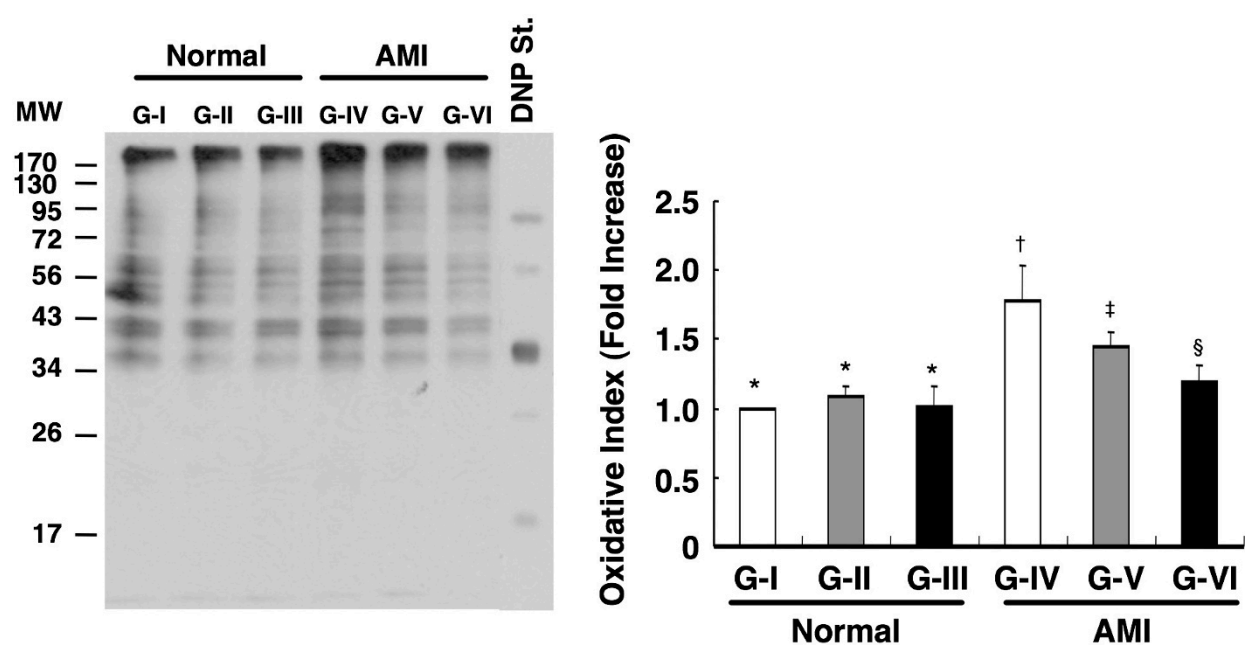 Normal AMI DNP St.
MW G-I G-II G-III G-IV G-V G-VI
170
130
95
72
56
43
34
26
17
Oxidative Index (Fold Increase)
2.5
2.0
1.5
1.0
0.5
0
* * * † ‡ §
G-I G-II G-III G-IV G-V G-VI
Normal AMI